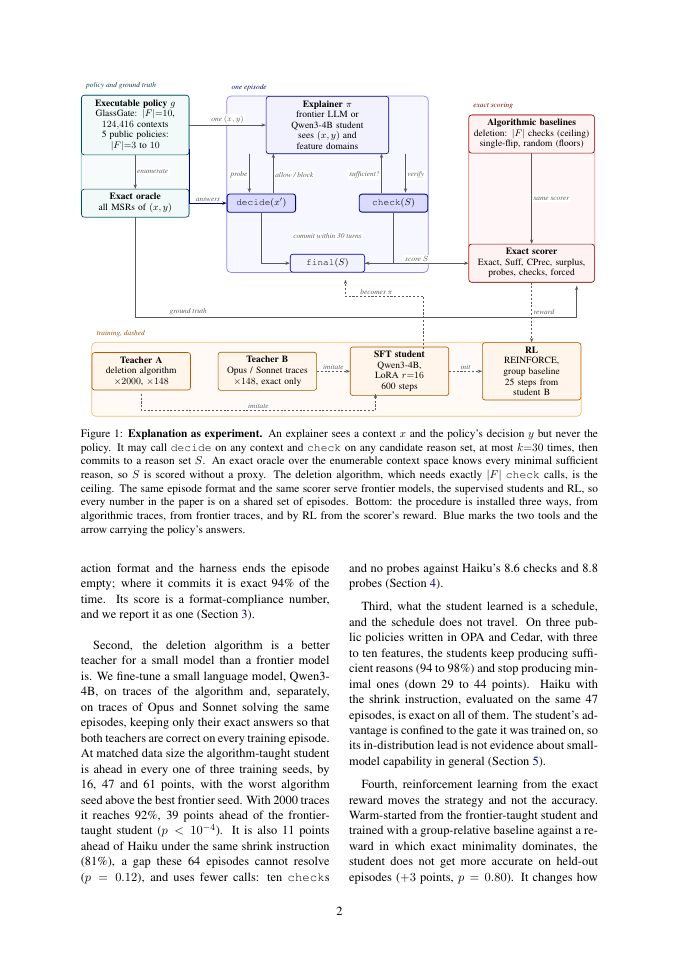 policy and ground truth
one episode
exact scoring
Executable policy g
GlassGate: |F|=10,
124,416 contexts
5 public policies:
|F|=3 to 10
one (x, y)
Explainer π
frontier LLM or
Qwen3-4B student
sees (x, y) and
feature domains
Algorithmic baselines
deletion: |F| checks (ceiling)
single-flip, random (floors)
enumerate
probe
allow / block
sufficient?
verify
Exact oracle
all MSRs of (x, y)
answers
decide(x′)
check(S)
same scorer
commit within 30 turns
final(S)
score S
Exact scorer
Exact, Suff, CPrec, surplus,
probes, checks, forced
becomes π
ground truth
reward
training, dashed
Teacher A
deletion algorithm
×2000, ×148
Teacher B
Opus / Sonnet traces
×148, exact only
imitate
SFT student
Qwen3-4B,
LoRA r=16
600 steps
init
RL
REINFORCE,
group baseline
25 steps from
student B
imitate
Figure 1: Explanation as experiment. An explainer sees a context x and the policy's decision y but never the
policy. It may call decide on any context and check on any candidate reason set, at most k=30 times, then
commits to a reason set S. An exact oracle over the enumerable context space knows every minimal sufficient
reason, so S is scored without a proxy. The deletion algorithm, which needs exactly |F| check calls, is the
ceiling. The same episode format and the same scorer serve frontier models, the supervised students and RL, so
every number in the paper is on a shared set of episodes. Bottom: the procedure is installed three ways, from
algorithmic traces, from frontier traces, and by RL from the scorer's reward. Blue marks the two tools and the
arrow carrying the policy's answers.
action format and the harness ends the episode
empty; where it commits it is exact 94% of the
time. Its score is a format-compliance number,
and we report it as one (Section 3).
Second, the deletion algorithm is a better
teacher for a small model than a frontier model
is. We fine-tune a small language model, Qwen3-
4B, on traces of the algorithm and, separately,
on traces of Opus and Sonnet solving the same
episodes, keeping only their exact answers so that
both teachers are correct on every training episode.
At matched data size the algorithm-taught student
is ahead in every one of three training seeds, by
16, 47 and 61 points, with the worst algorithm
seed above the best frontier seed. With 2000 traces
it reaches 92%, 39 points ahead of the frontier-
taught student (p < 10⁻⁴). It is also 11 points
ahead of Haiku under the same shrink instruction
(81%), a gap these 64 episodes cannot resolve
(p = 0.12), and uses fewer calls: ten checks
and no probes against Haiku's 8.6 checks and 8.8
probes (Section 4).
Third, what the student learned is a schedule,
and the schedule does not travel. On three pub-
lic policies written in OPA and Cedar, with three
to ten features, the students keep producing suffi-
cient reasons (94 to 98%) and stop producing min-
imal ones (down 29 to 44 points). Haiku with
the shrink instruction, evaluated on the same 47
episodes, is exact on all of them. The student's ad-
vantage is confined to the gate it was trained on, so
its in-distribution lead is not evidence about small-
model capability in general (Section 5).
Fourth, reinforcement learning from the exact
reward moves the strategy and not the accuracy.
Warm-started from the frontier-taught student and
trained with a group-relative baseline against a re-
ward in which exact minimality dominates, the
student does not get more accurate on held-out
episodes (+3 points, p = 0.80). It changes how
2